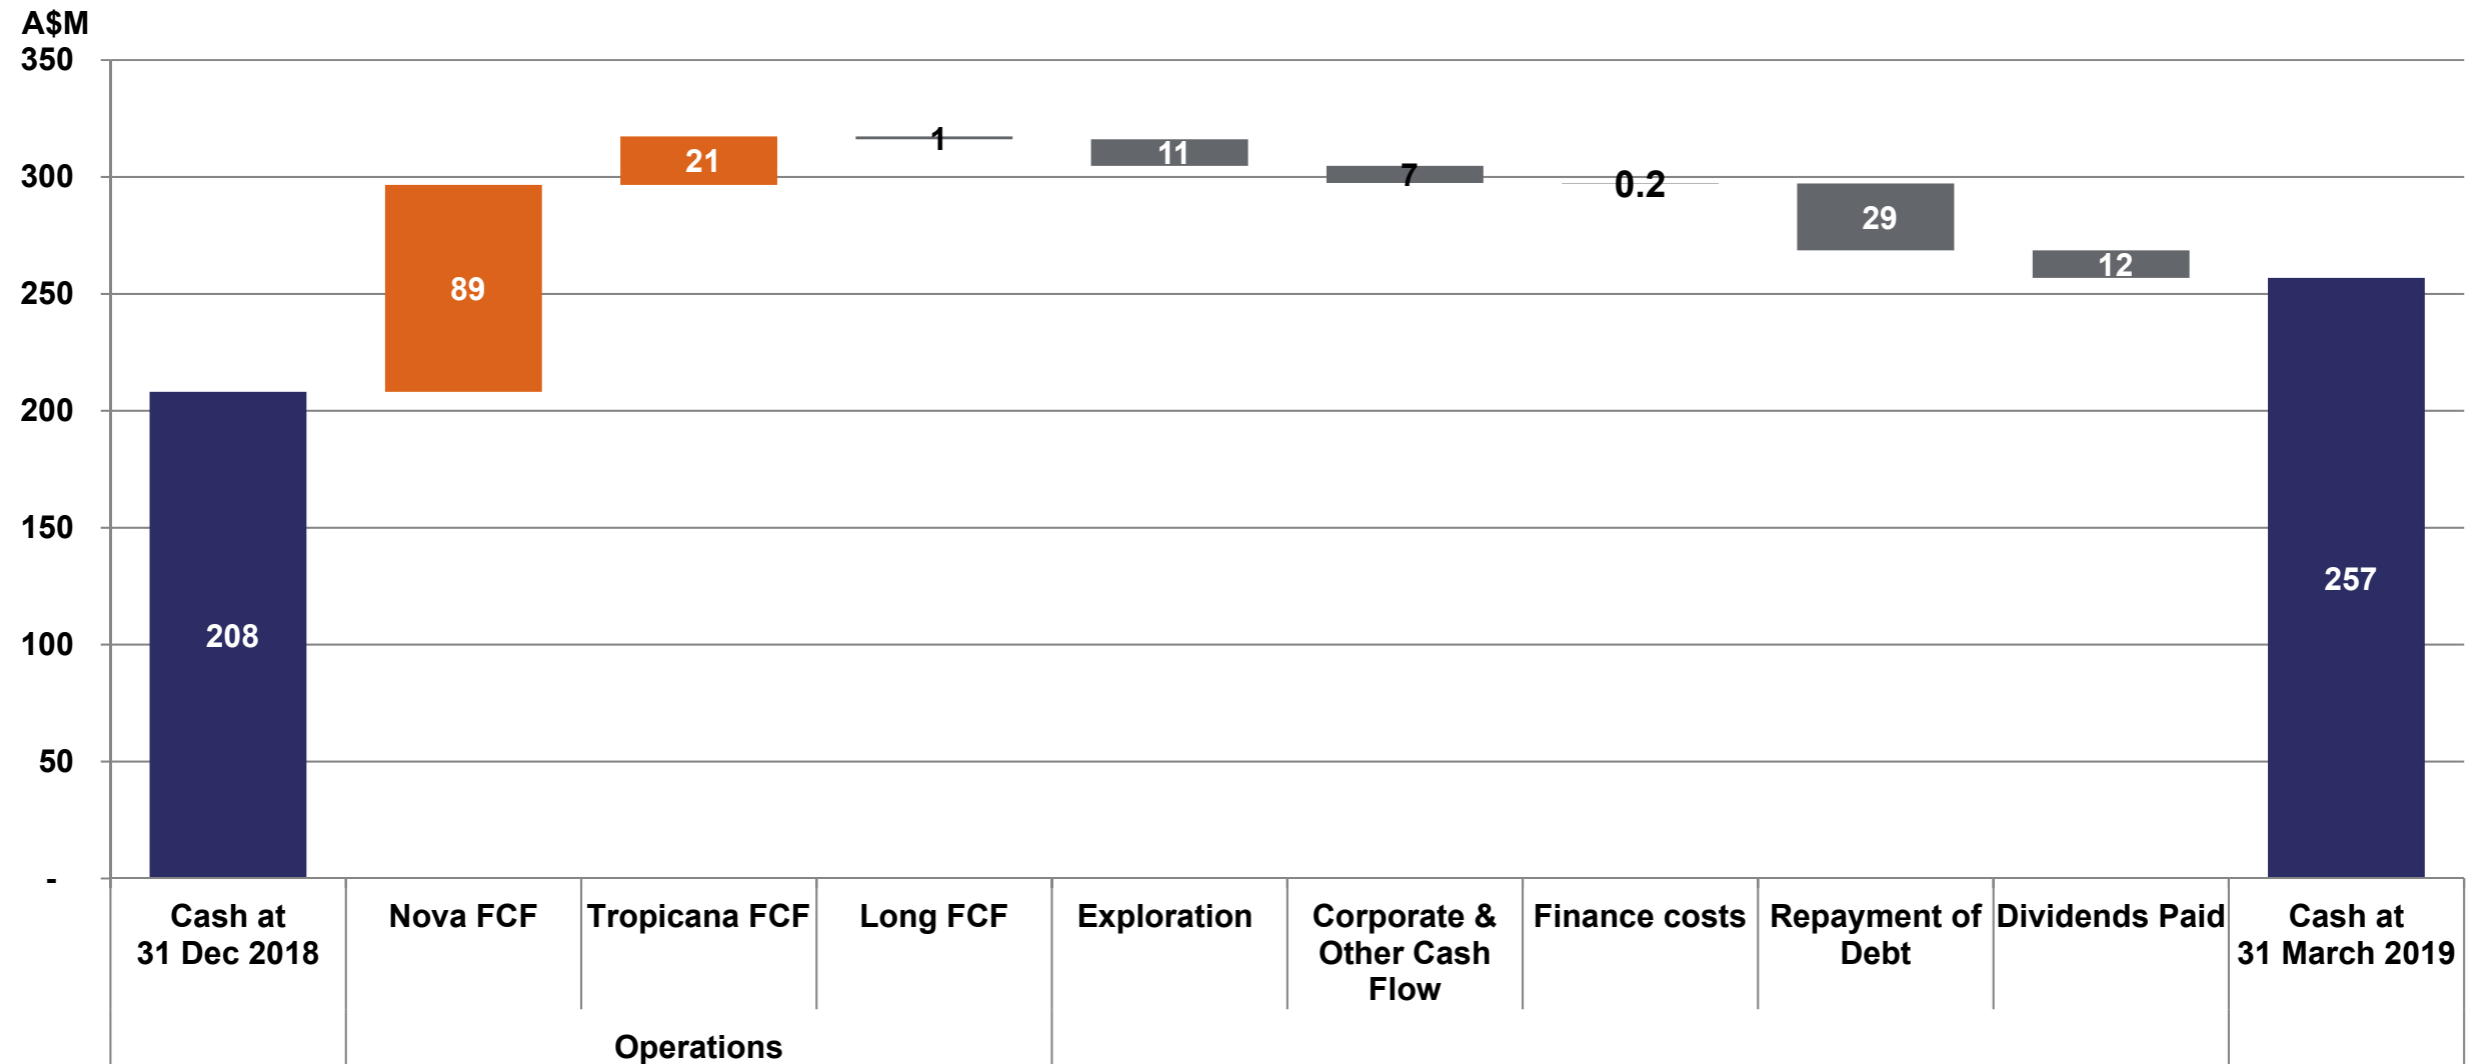 A$M
350
300
250
200
150
100
50
-
208
89
21
1
11
7
0.2
29
12
257
Cash at
31 Dec 2018
Nova FCF
Tropicana FCF
Long FCF
Exploration
Corporate &
Other Cash
Flow
Finance costs
Repayment of
Debt
Dividends Paid
Cash at
31 March 2019
Operations